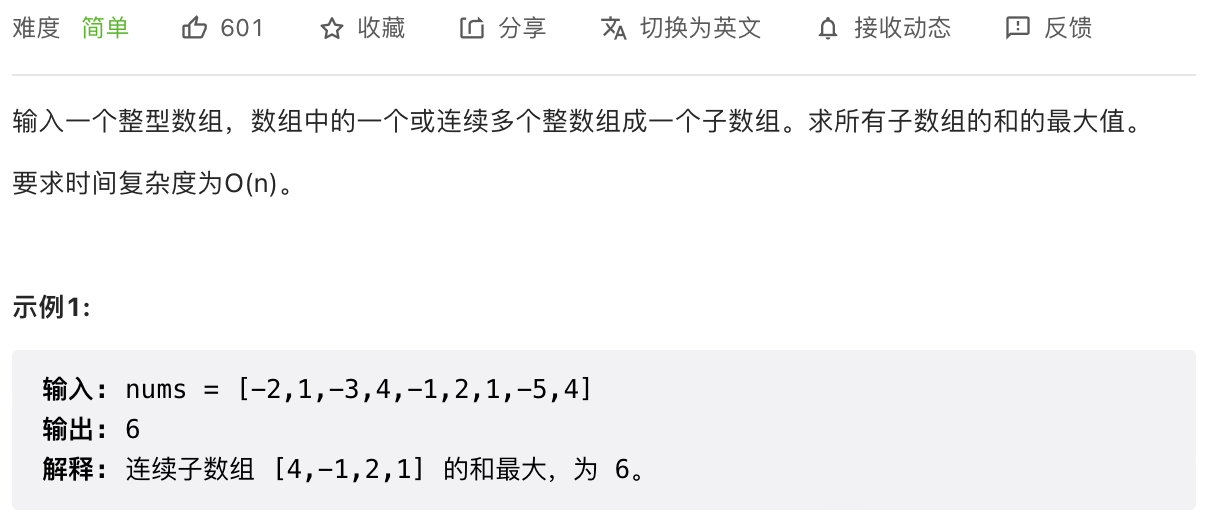 难度 简单 601 收藏 分享 切换为英文 接收动态 反馈
输入一个整型数组，数组中的一个或连续多个整数组成一个子数组。求所有子数组的和的最大值。
要求时间复杂度为O(n)。
示例1:
输入: nums = [-2,1,-3,4,-1,2,1,-5,4]
输出: 6
解释: 连续子数组 [4,-1,2,1] 的和最大，为 6。